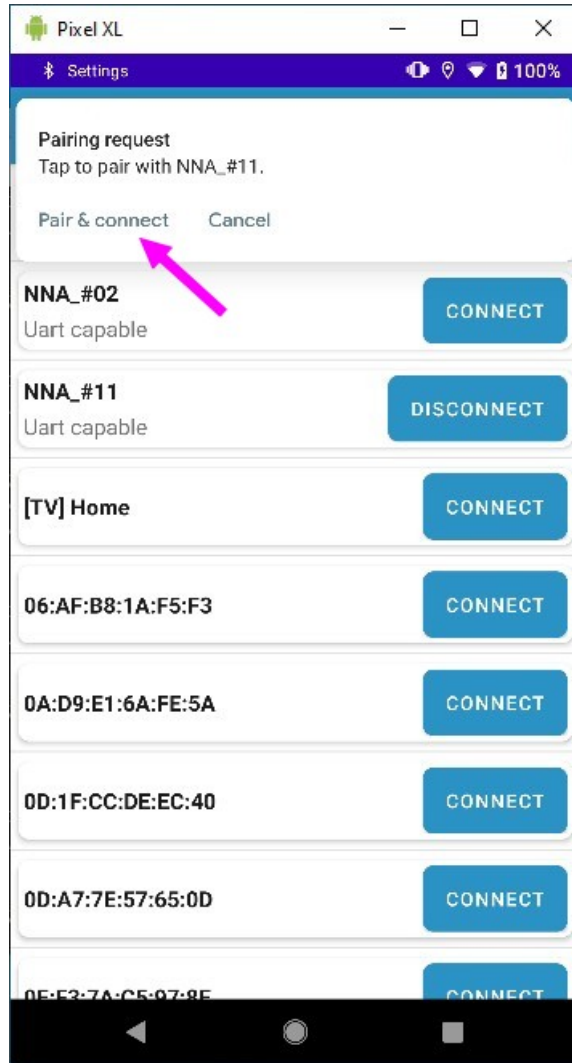 Pixel XL
Settings 100%
Pairing request
Tap to pair with NNA_#11.
Pair & connect Cancel
NNA_#02
Uart capable
CONNECT
NNA_#11
Uart capable
DISCONNECT
[TV] Home
CONNECT
06:AF:B8:1A:F5:F3
CONNECT
0A:D9:E1:6A:FE:5A
CONNECT
0D:1F:CC:DE:EC:40
CONNECT
0D:A7:7E:57:65:0D
CONNECT
CONNECT